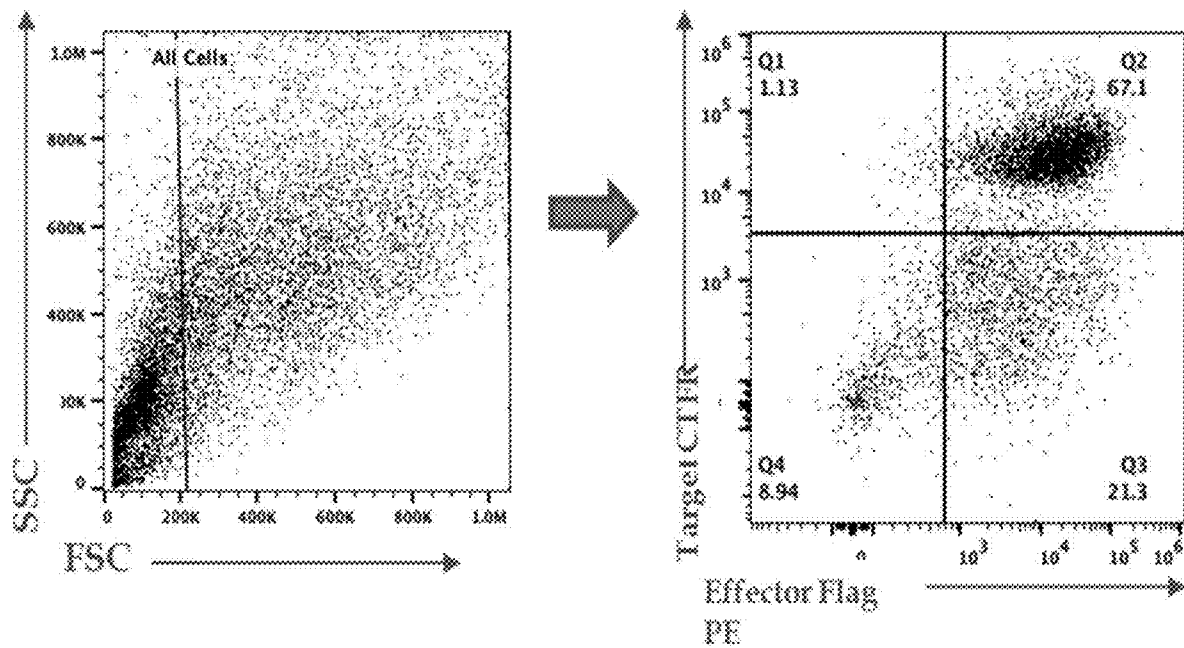 1.0M
All Cells
800K
600K
400K
20K
0
0
200K
400K
600K
800K
1.0M
SSC
FSC
10^6
10^5
10^4
10^3
Q1
1.13
Q2
67.1
Q4
8.94
Q3
21.3
0
10^3
10^4
10^5
10^6
Target CTFR
Effector Flag
PE